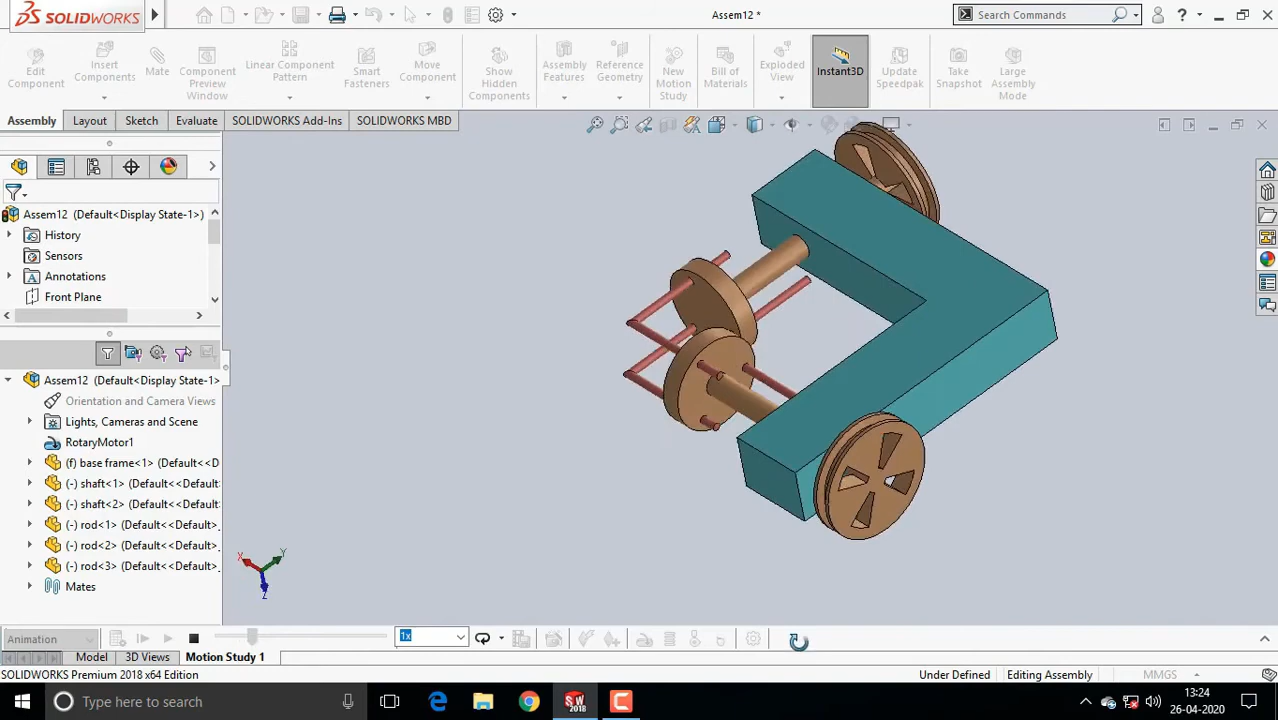 SOLIDWORKS
Assem12 *
Search Commands
?
Edit Component
Insert Components
Mate
Component Preview Window
Linear Component Pattern
Smart Fasteners
Move Component
Show Hidden Components
Assembly Features
Reference Geometry
New Motion Study
Bill of Materials
Exploded View
Instant3D
Update Speedpak
Take Snapshot
Large Assembly Mode
Assembly Layout Sketch Evaluate SOLIDWORKS Add-Ins SOLIDWORKS MBD
Assem12 (Default<Display State-1>)
History
Sensors
Annotations
Front Plane
Assem12 (Default<Display State-1>
Orientation and Camera Views
Lights, Cameras and Scene
RotaryMotor1
(f) base frame<1> (Default<<D
(-) shaft<1> (Default<<Default
(-) shaft<2> (Default<<Default
(-) rod<1> (Default<<Default>_
(-) rod<2> (Default<<Default>_
(-) rod<3> (Default<<Default>_
Mates
X Y Z
Animation 1x
Model 3D Views Motion Study 1
SOLIDWORKS Premium 2018 x64 Edition Under Defined Editing Assembly MMGS
Type here to search
SW 2018
13:24
26-04-2020